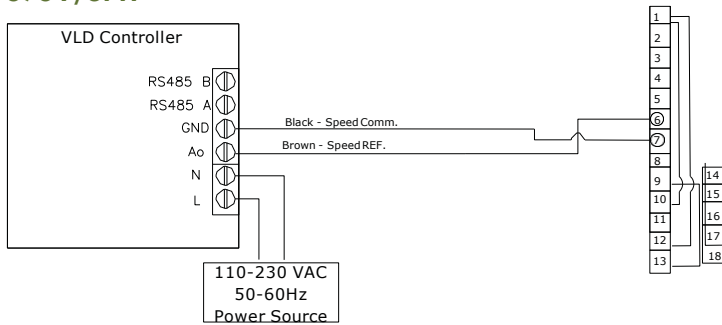 VLD Controller
RS485 B
RS485 A
GND
Ao
N
L
Black - Speed Comm.
Brown - Speed REF.
110-230 VAC
50-60Hz
Power Source
1
2
3
4
5
6
7
8
9
10
11
12
13
14
15
16
17
18